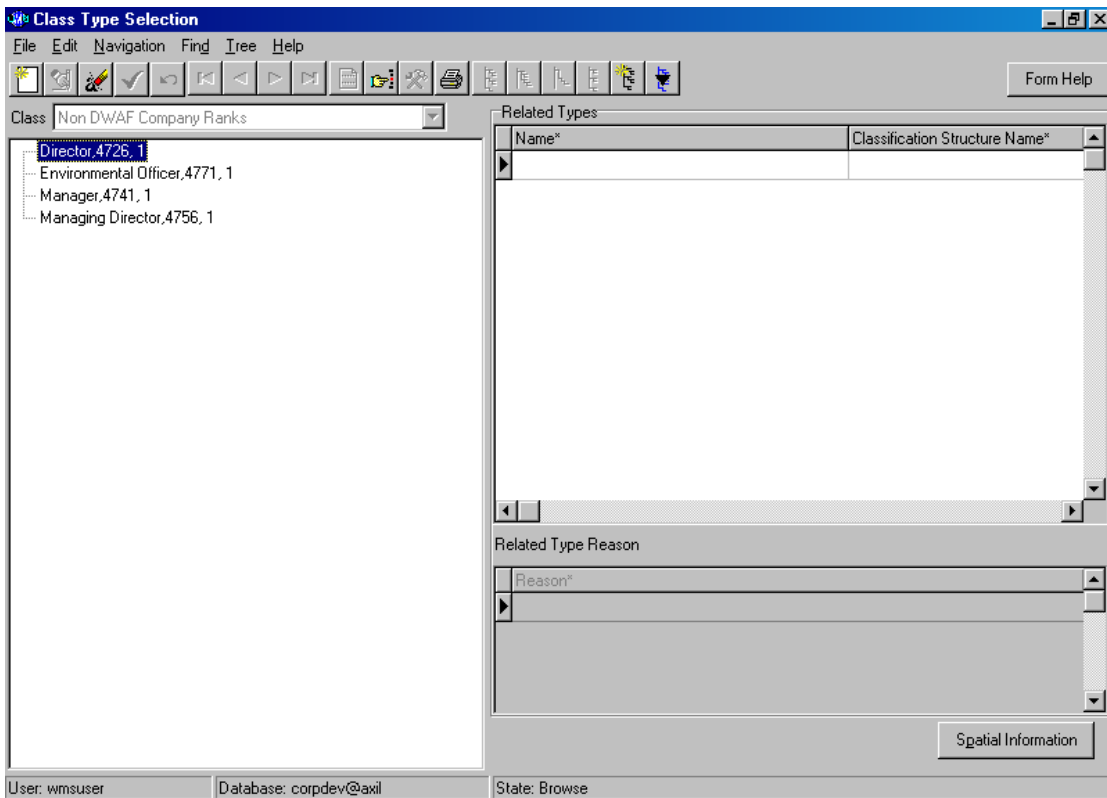 Class Type Selection
File Edit Navigation Find Tree Help
Form Help
Class Non DWAF Company Ranks
Related Types
Name* Classification Structure Name*
Director,4726, 1
Environmental Officer,4771, 1
Manager,4741, 1
Managing Director,4756, 1
Related Type Reason
Reason*
Spatial Information
User: wmsuser Database: corpdev@axil State: Browse